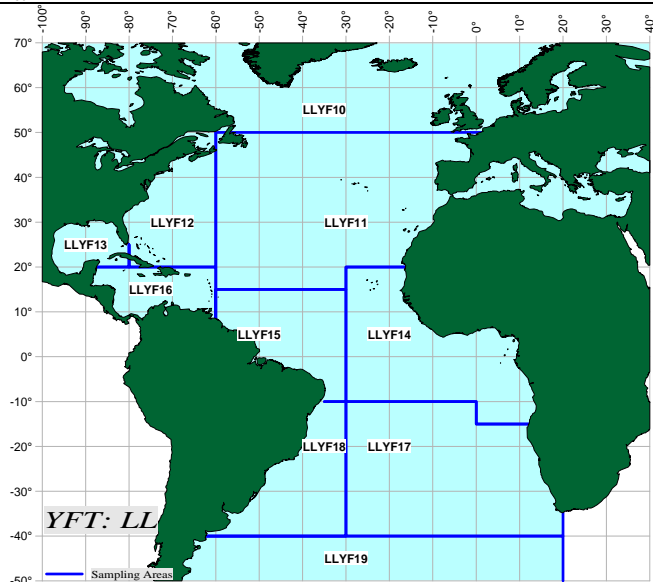 -100° -90° -80° -70° -60° -50° -40° -30° -20° -10° 0° 10° 20° 30° 40°
70°
60°
LLYF10
50°
40°
30°
LLYF12 LLYF11
LLYF13
20°
LLYF16
10°
LLYF15 LLYF14
0°
-10°
-20°
LLYF18 LLYF17
-30°
YFT: LL
-40°
LLYF19
Sampling Areas
-50°